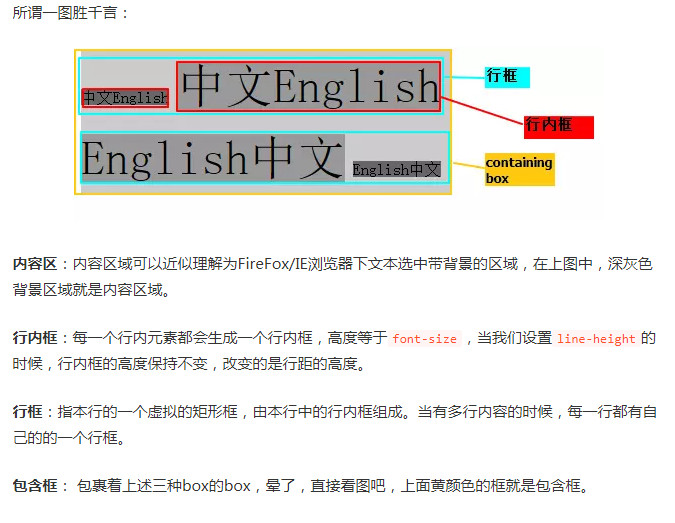 所谓一图胜千言：
中文English 中文English 行框
行内框
English中文 English中文 containing
box
内容区：内容区域可以近似理解为FireFox/IE浏览器下文本选中带背景的区域，在上图中，深灰色
背景区域就是内容区域。
行内框：每一个行内元素都会生成一个行内框，高度等于 font-size ，当我们设置 line-height 的
时候，行内框的高度保持不变，改变的是行距的高度。
行框：指本行的一个虚拟的矩形框，由本行中的行内框组成。当有多行内容的时候，每一行都有自
己的的一个行框。
包含框： 包裹着上述三种box的box，晕了，直接看图吧，上面黄颜色的框就是包含框。